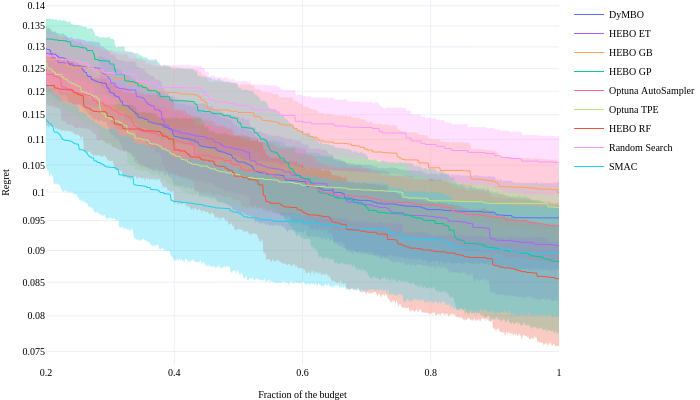 0.14
0.135
0.13
0.125
0.12
0.115
0.11
0.105
0.1
0.095
0.09
0.085
0.08
0.075
Regret
0.2
0.4
0.6
0.8
1
Fraction of the budget
DyMBO
HEBO ET
HEBO GB
HEBO GP
Optuna AutoSampler
Optuna TPE
HEBO RF
Random Search
SMAC